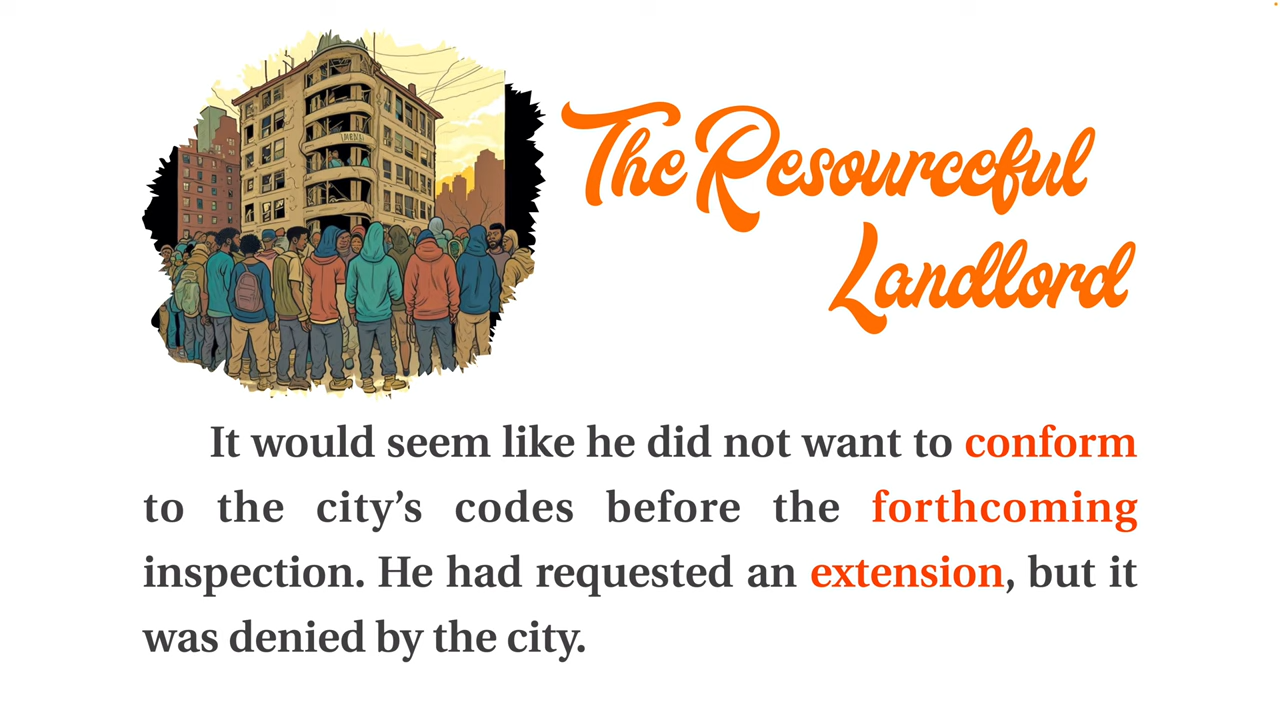 The Resourceful
Landlord
It would seem like he did not want to conform
to the city’s codes before the forthcoming
inspection. He had requested an extension, but it
was denied by the city.